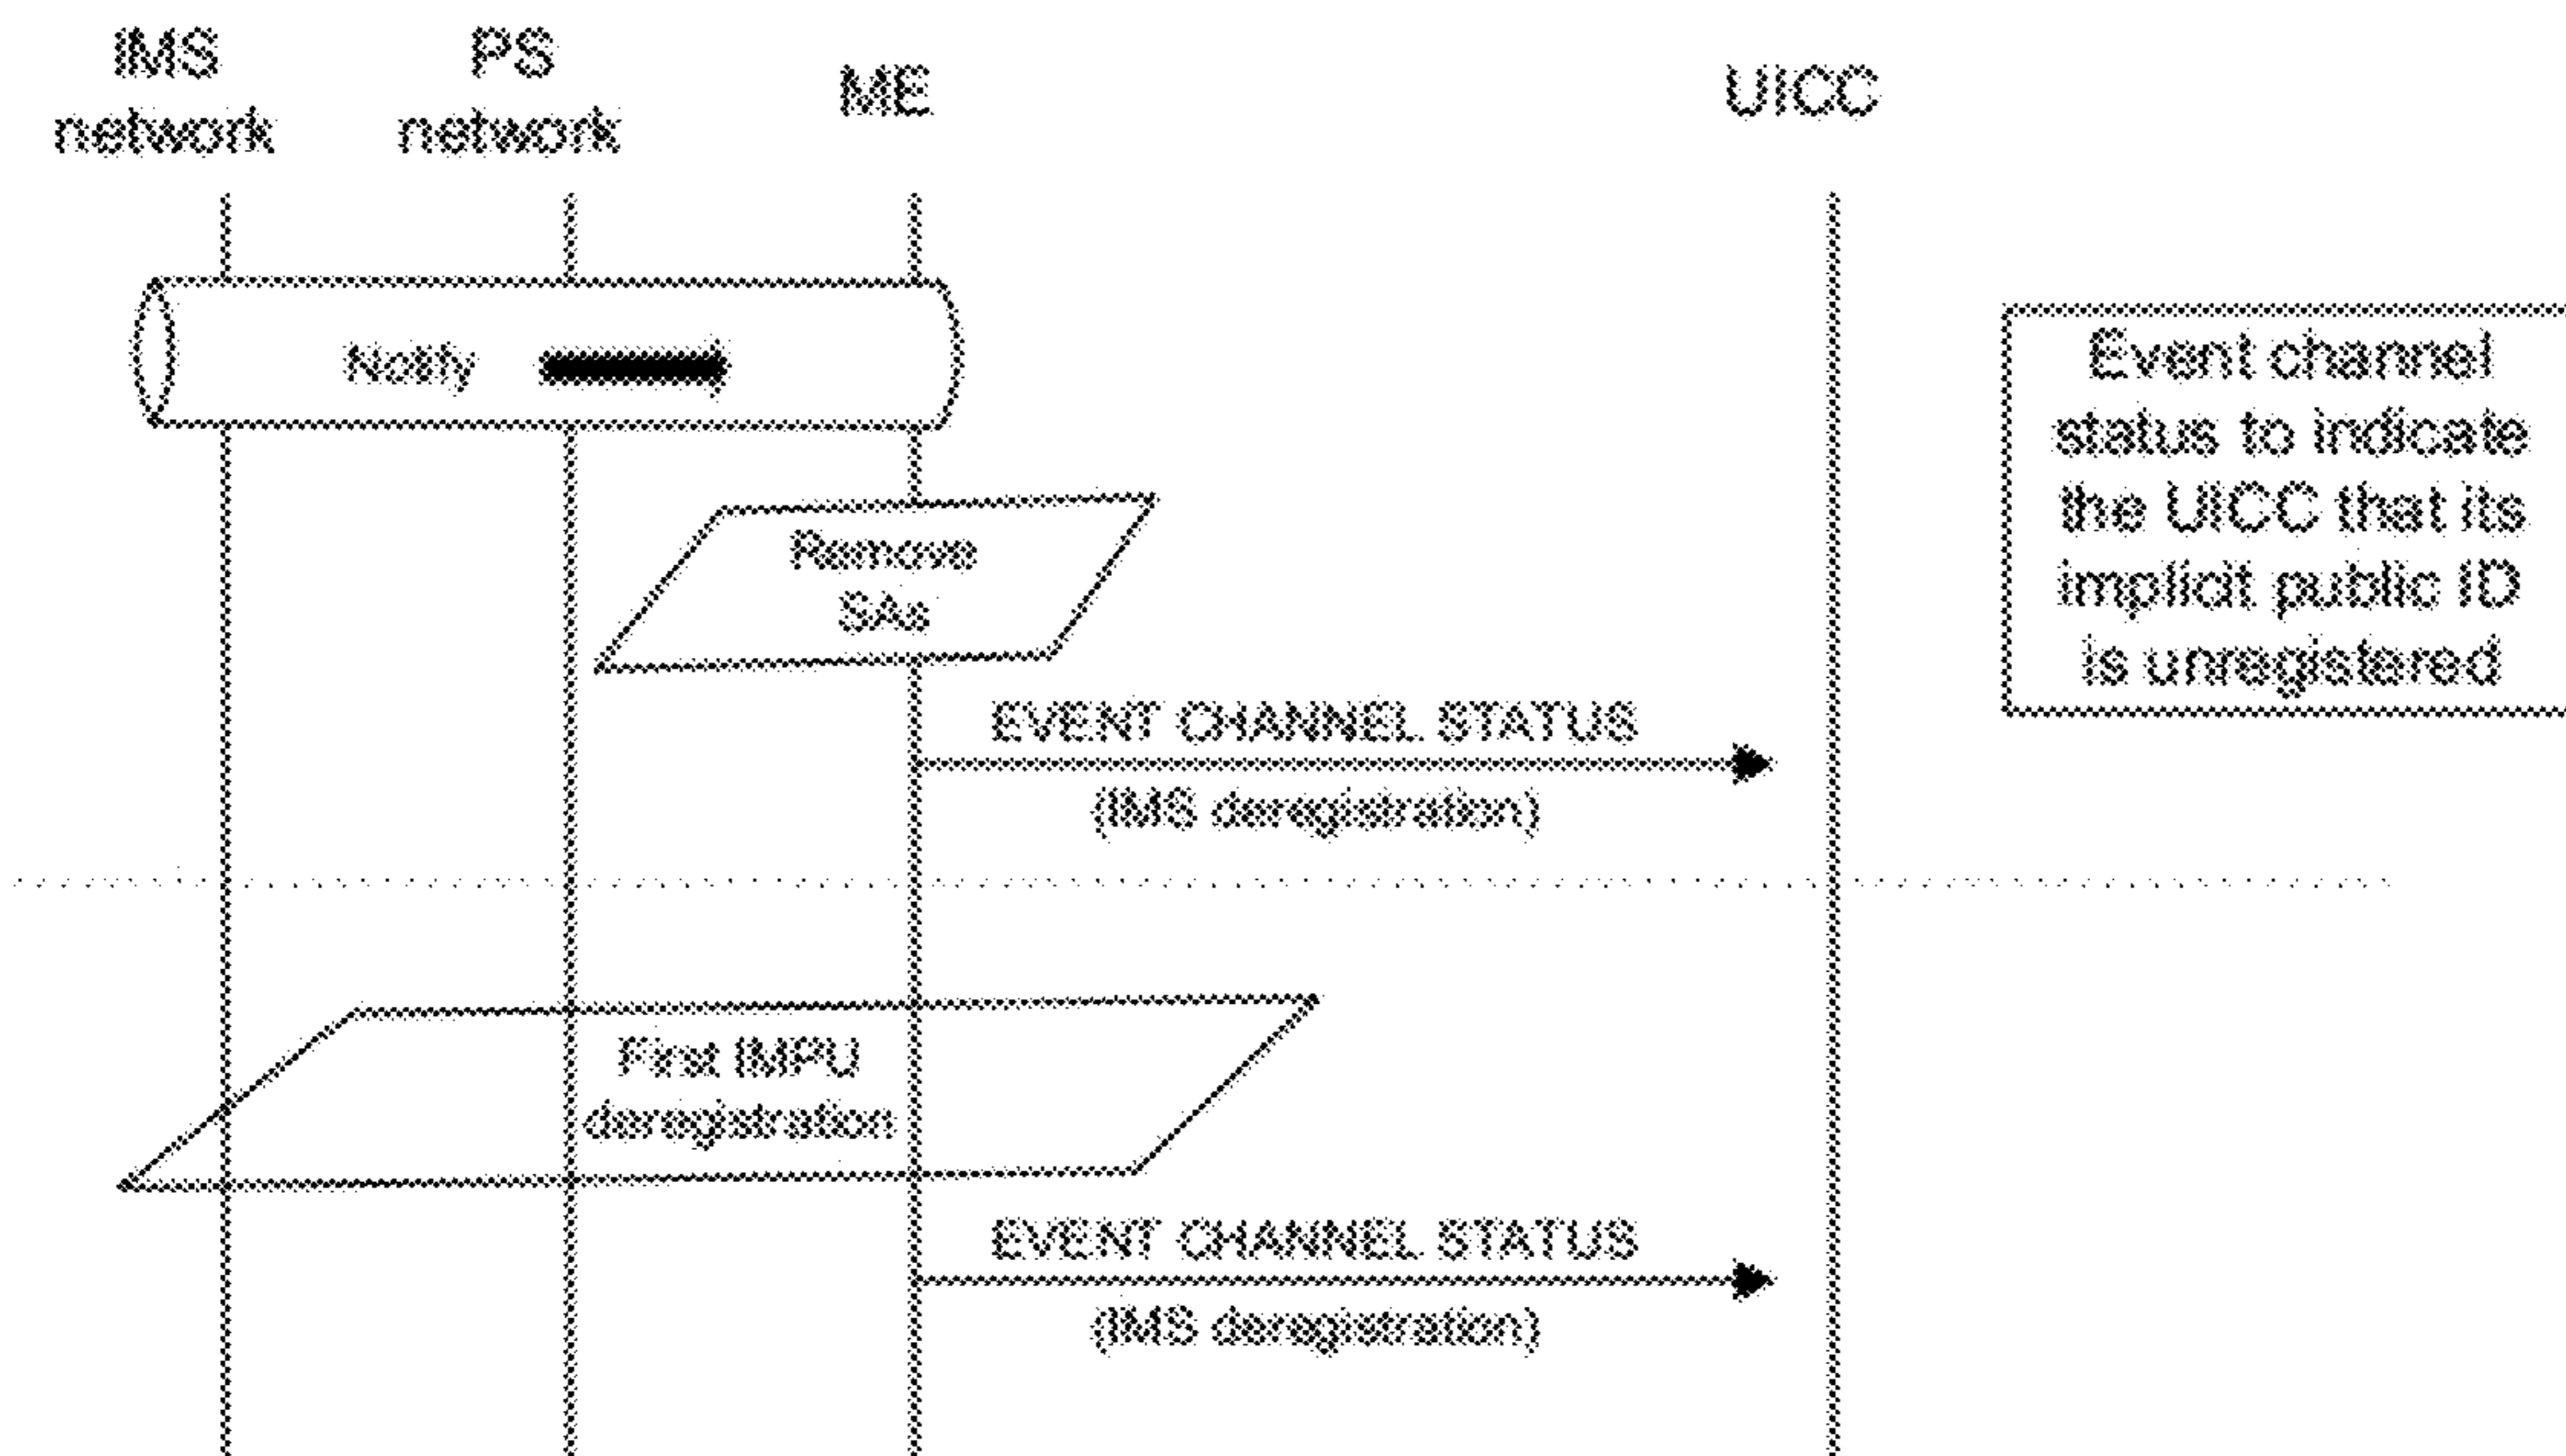 IMS
network
PS
network
ME
UICC
Notify
Event channel
status to indicate
the UICC that its
implicit public ID
is unregistered
Remove
SAs
EVENT CHANNEL STATUS
(IMS deregistration)
First IMPU
deregistration
EVENT CHANNEL STATUS
(IMS deregistration)